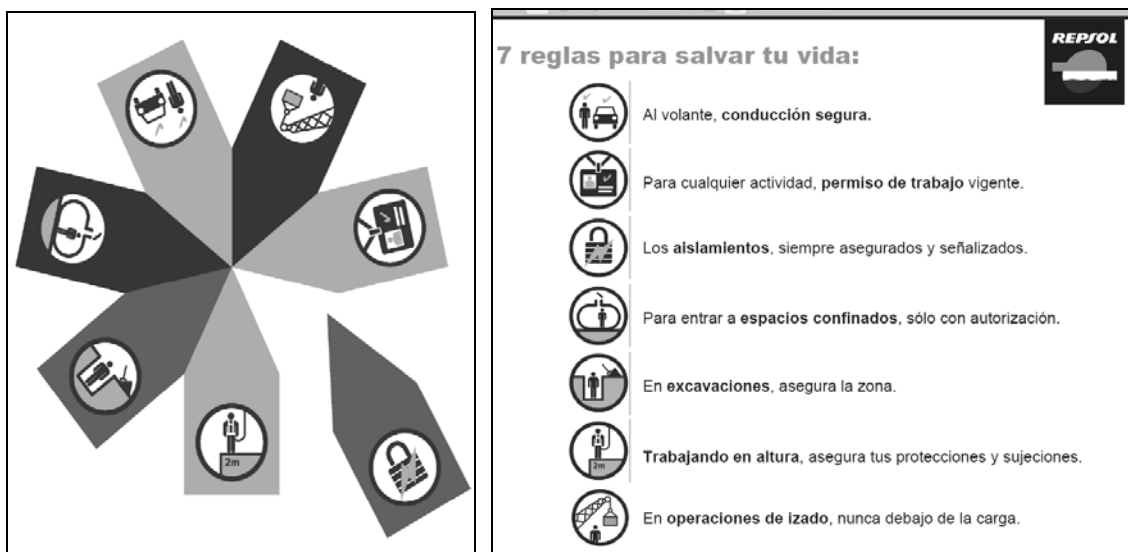 2m
7 reglas para salvar tu vida:
REPSOL
Al volante, conducción segura.
Para cualquier actividad, permiso de trabajo vigente.
Los aislamientos, siempre asegurados y señalizados.
Para entrar a espacios confinados, sólo con autorización.
En excavaciones, asegura la zona.
2m
Trabajando en altura, asegura tus protecciones y sujeciones.
En operaciones de izado, nunca debajo de la carga.